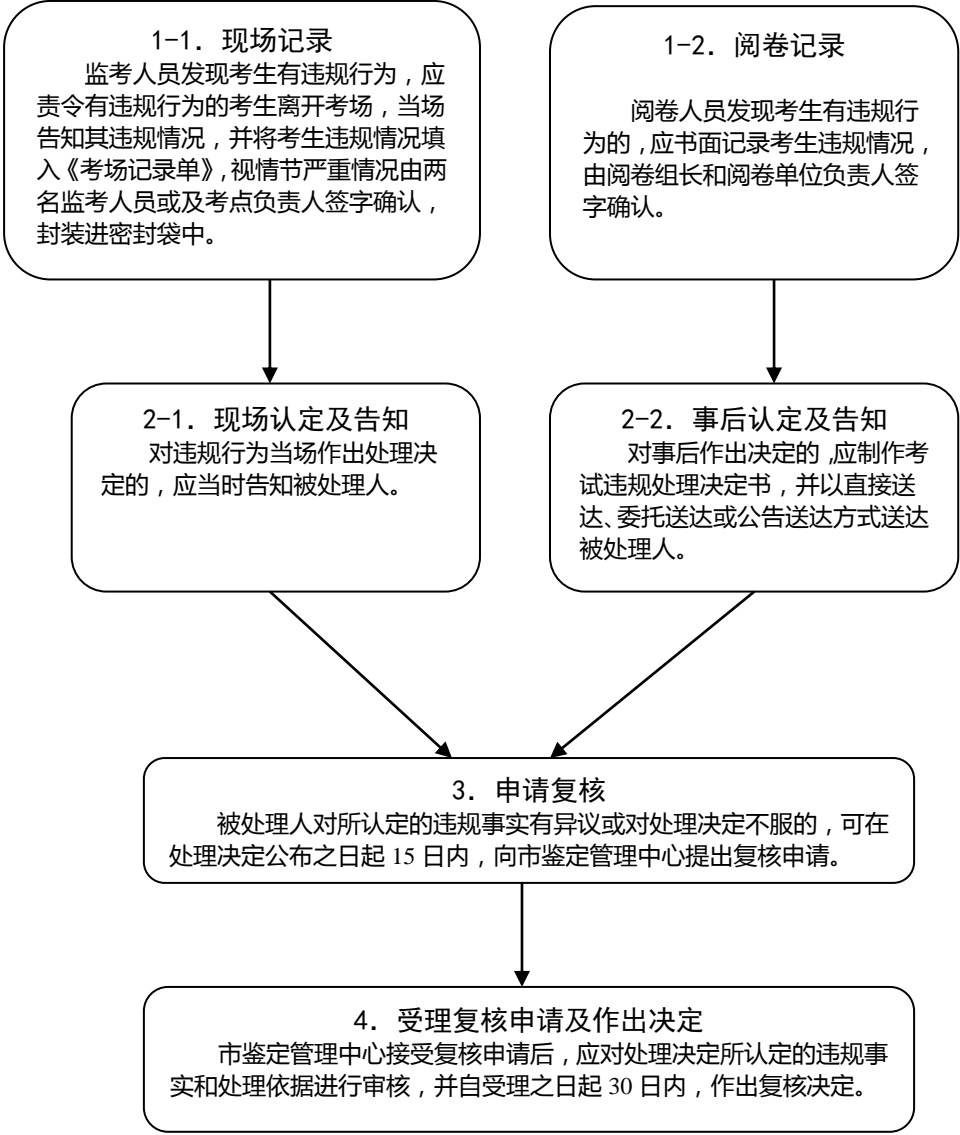 1-1. 现场记录
监考人员发现考生有违规行为，应
责令有违规行为的考生离开考场，当场
告知其违规情况，并将考生违规情况填
入《考场记录单》，视情节严重情况由两
名监考人员或及考点负责人签字确认，
封装进密封袋中。
1-2. 阅卷记录
阅卷人员发现考生有违规行
为的，应书面记录考生违规情况，
由阅卷组长和阅卷单位负责人签
字确认。
2-1. 现场认定及告知
对违规行为当场作出处理决
定的，应当时告知被处理人。
2-2. 事后认定及告知
对事后作出决定的，应制作考
试违规处理决定书，并以直接送
达、委托送达或公告送达方式送达
被处理人。
3. 申请复核
被处理人对所认定的违规事实有异议或对处理决定不服的，可在
处理决定公布之日起 15 日内，向市鉴定管理中心提出复核申请。
4. 受理复核申请及作出决定
市鉴定管理中心接受复核申请后，应对处理决定所认定的违规事
实和处理依据进行审核，并自受理之日起 30 日内，作出复核决定。